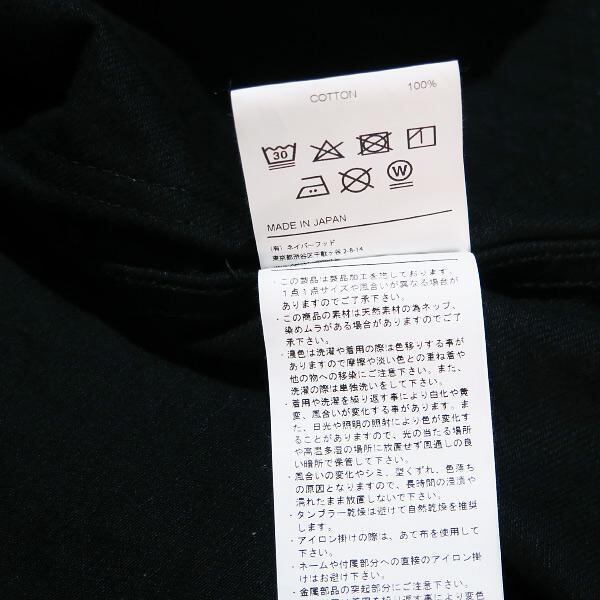 COTTON 100%
30
W
MADE IN JAPAN
(有) ネイバーフッド
東京都渋谷区千駄ヶ谷 2-8-14
・この製品は製品加工を施しております。
１点１点サイズや風合いが異なる場合が
ありますのでご了承下さい。
・この商品の素材は天然素材の為ネップ、
染めムラがある場合がありますのでご了
承下さい。
・濃色は洗濯や着用の際は色移りする事が
ありますので摩擦や淡い色との重ね着や
他の物への移染にご注意下さい。また、
洗濯の際は単独洗いをして下さい。
・着用や洗濯を繰り返す事により白化や黄
変、風合いが変化する事があります。ま
た、日光や照明の照射により色が変化す
ることがありますので、光の当たる場所
や高温多湿の場所に放置せず風通しの良
い暗所で保管して下さい。
・風合いの変化やシミ、型くずれ、色落ち
の原因となりますので、長時間の浸漬や
濡れたまま放置しないで下さい。
・タンブラー乾燥は避けて自然乾燥を推奨
します。
・アイロン掛けの際は、あて布を使用して
下さい。
・ネームや付属部分への直接のアイロン掛
けはお避け下さい。
・金属部品の突起部分にご注意下さい。